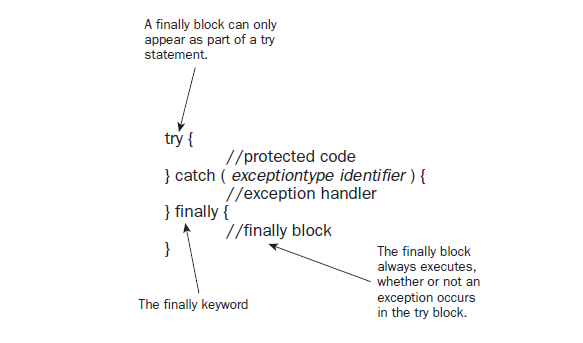 A finally block can only
appear as part of a try
statement.
try {
//protected code
} catch ( exceptiontype identifier ) {
//exception handler
} finally {
//finally block
}
The finally block
always executes,
whether or not an
exception occurs
in the try block.
The finally keyword